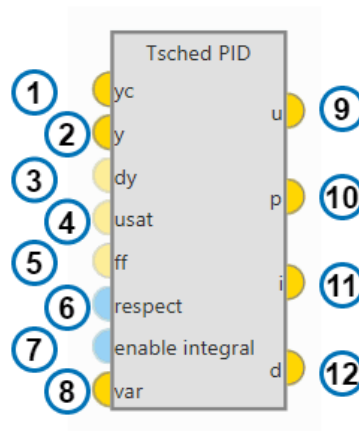 Tsched PID
1 yc
2 y
3 dy
4 usat
5 ff
6 respect
7 enable integral
8 var
u 9
p 10
i 11
d 12